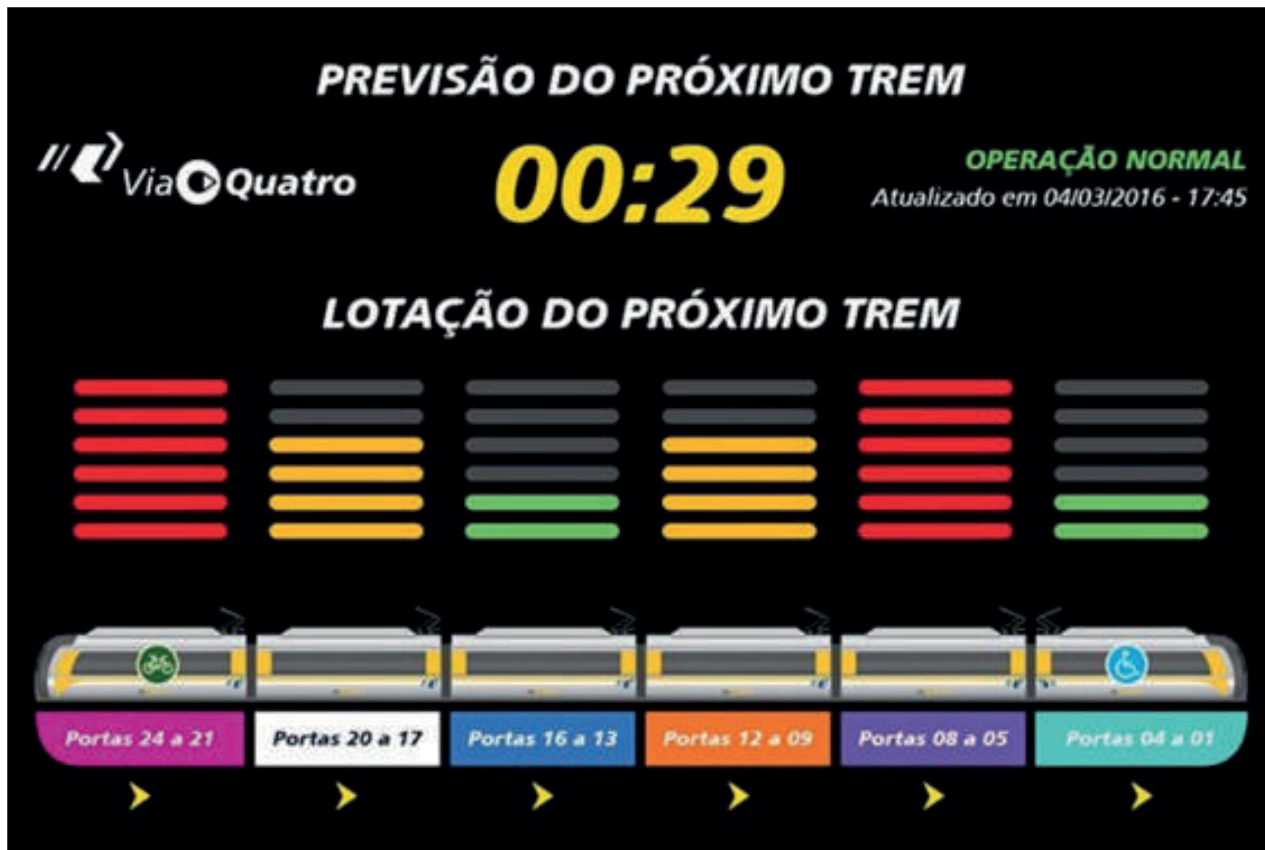 PREVISÃO DO PRÓXIMO TREM
ViaQuatro
00:29
OPERAÇÃO NORMAL
Atualizado em 04/03/2016 - 17:45
LOTAÇÃO DO PRÓXIMO TREM
Portas 24 a 21
Portas 20 a 17
Portas 16 a 13
Portas 12 a 09
Portas 08 a 05
Portas 04 a 01